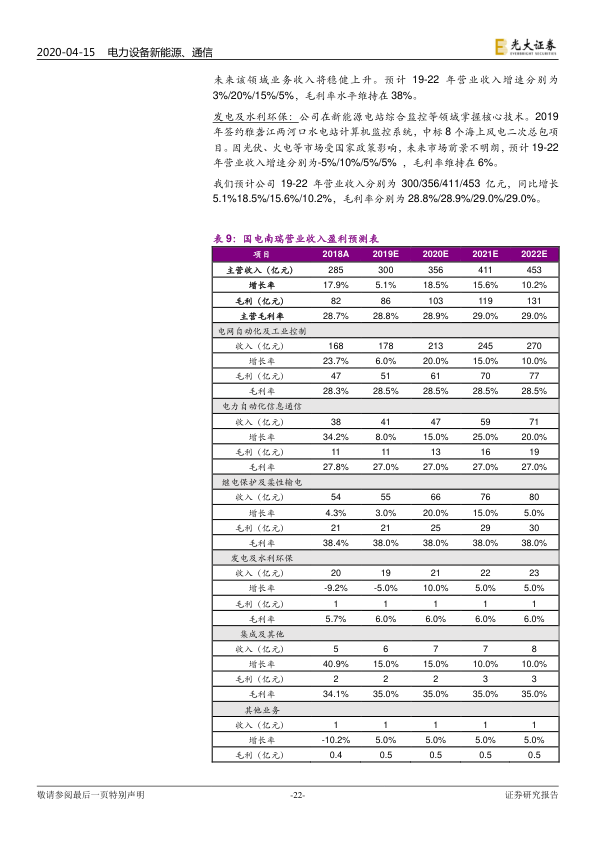 2020-04-15 电力设备新能源、通信
光大证券
EVERBRIGHT SECURITIES
未来该领域业务收入将稳健上升。预计 19-22 年营业收入增速分别为
3%/20%/15%/5%，毛利率水平维持在 38%。
发电及水利环保：公司在新能源电站综合监控等领域掌握核心技术。2019
年签约雅砻江两河口水电站计算机监控系统，中标 8 个海上风电二次总包项
目。因光伏、火电等市场受国家政策影响，未来市场前景不明朗，预计 19-22
年营业收入增速分别为-5%/10%/5%/5% ，毛利率维持在 6%。
我们预计公司 19-22 年营业收入分别为 300/356/411/453 亿元，同比增长
5.1%18.5%/15.6%/10.2%，毛利率分别为 28.8%/28.9%/29.0%/29.0%。
表 9：国电南瑞营业收入盈利预测表
项目 2018A 2019E 2020E 2021E 2022E
主营收入（亿元） 285 300 356 411 453
增长率 17.9% 5.1% 18.5% 15.6% 10.2%
毛利（亿元） 82 86 103 119 131
主营毛利率 28.7% 28.8% 28.9% 29.0% 29.0%
电网自动化及工业控制
收入（亿元） 168 178 213 245 270
增长率 23.7% 6.0% 20.0% 15.0% 10.0%
毛利（亿元） 47 51 61 70 77
毛利率 28.3% 28.5% 28.5% 28.5% 28.5%
电力自动化信息通信
收入（亿元） 38 41 47 59 71
增长率 34.2% 8.0% 15.0% 25.0% 20.0%
毛利（亿元） 11 11 13 16 19
毛利率 27.8% 27.0% 27.0% 27.0% 27.0%
继电保护及柔性输电
收入（亿元） 54 55 66 76 80
增长率 4.3% 3.0% 20.0% 15.0% 5.0%
毛利（亿元） 21 21 25 29 30
毛利率 38.4% 38.0% 38.0% 38.0% 38.0%
发电及水利环保
收入（亿元） 20 19 21 22 23
增长率 -9.2% -5.0% 10.0% 5.0% 5.0%
毛利（亿元） 1 1 1 1 1
毛利率 5.7% 6.0% 6.0% 6.0% 6.0%
集成及其他
收入（亿元） 5 6 7 7 8
增长率 40.9% 15.0% 15.0% 10.0% 10.0%
毛利（亿元） 2 2 2 3 3
毛利率 34.1% 35.0% 35.0% 35.0% 35.0%
其他业务
收入（亿元） 1 1 1 1 1
增长率 -10.2% 5.0% 5.0% 5.0% 5.0%
毛利（亿元） 0.4 0.5 0.5 0.5 0.5
敬请参阅最后一页特别声明 -22- 证券研究报告